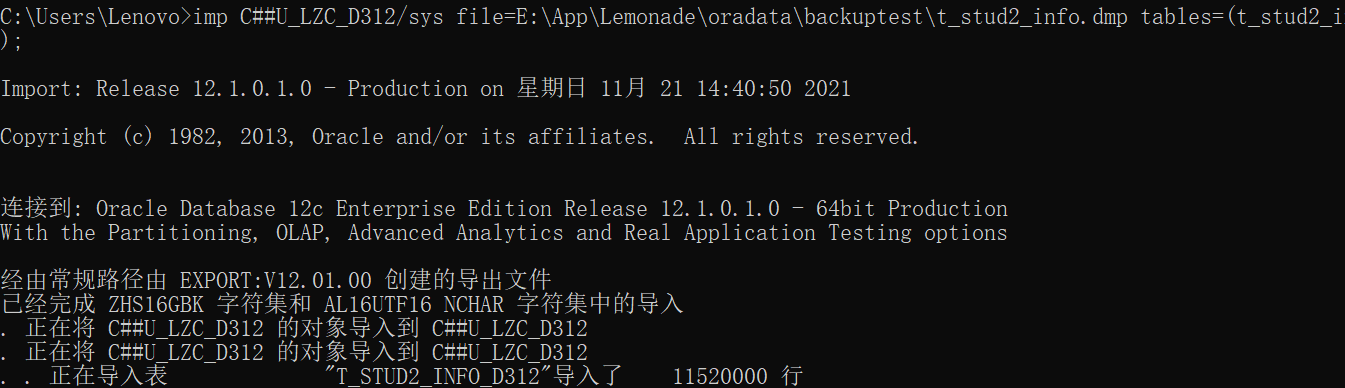 C:\Users\Lenovo>imp C##U_LZC_D312/sys file=E:\App\Lemonade\oradata\backuptest\t_stud2_info.dmp tables=(t_stud2_i
);
Import: Release 12.1.0.1.0 - Production on 星期日 11月 21 14:40:50 2021
Copyright (c) 1982, 2013, Oracle and/or its affiliates.  All rights reserved.
连接到: Oracle Database 12c Enterprise Edition Release 12.1.0.1.0 - 64bit Production
With the Partitioning, OLAP, Advanced Analytics and Real Application Testing options
经由常规路径由 EXPORT:V12.01.00 创建的导出文件
已经完成 ZHS16GBK 字符集和 AL16UTF16 NCHAR 字符集中的导入
. 正在将 C##U_LZC_D312 的对象导入到 C##U_LZC_D312
. 正在将 C##U_LZC_D312 的对象导入到 C##U_LZC_D312
. . 正在导入表 "T_STUD2_INFO_D312"导入了 11520000 行